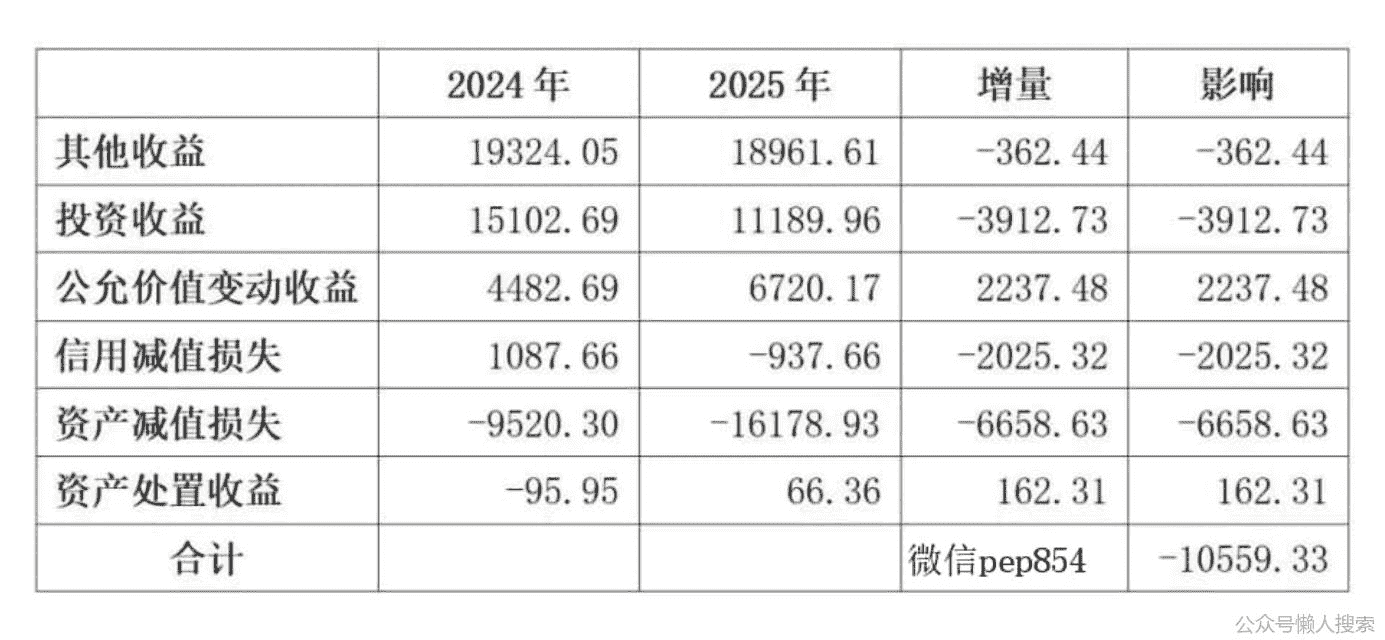 2024 年 2025 年 增量 影响
其他收益 19324.05 18961.61 -362.44 -362.44
投资收益 15102.69 11189.96 -3912.73 -3912.73
公允价值变动收益 4482.69 6720.17 2237.48 2237.48
信用减值损失 1087.66 -937.66 -2025.32 -2025.32
资产减值损失 -9520.30 -16178.93 -6658.63 -6658.63
资产处置收益 -95.95 66.36 162.31 162.31
合计 微信pep854 -10559.33
公众号懒人搜索